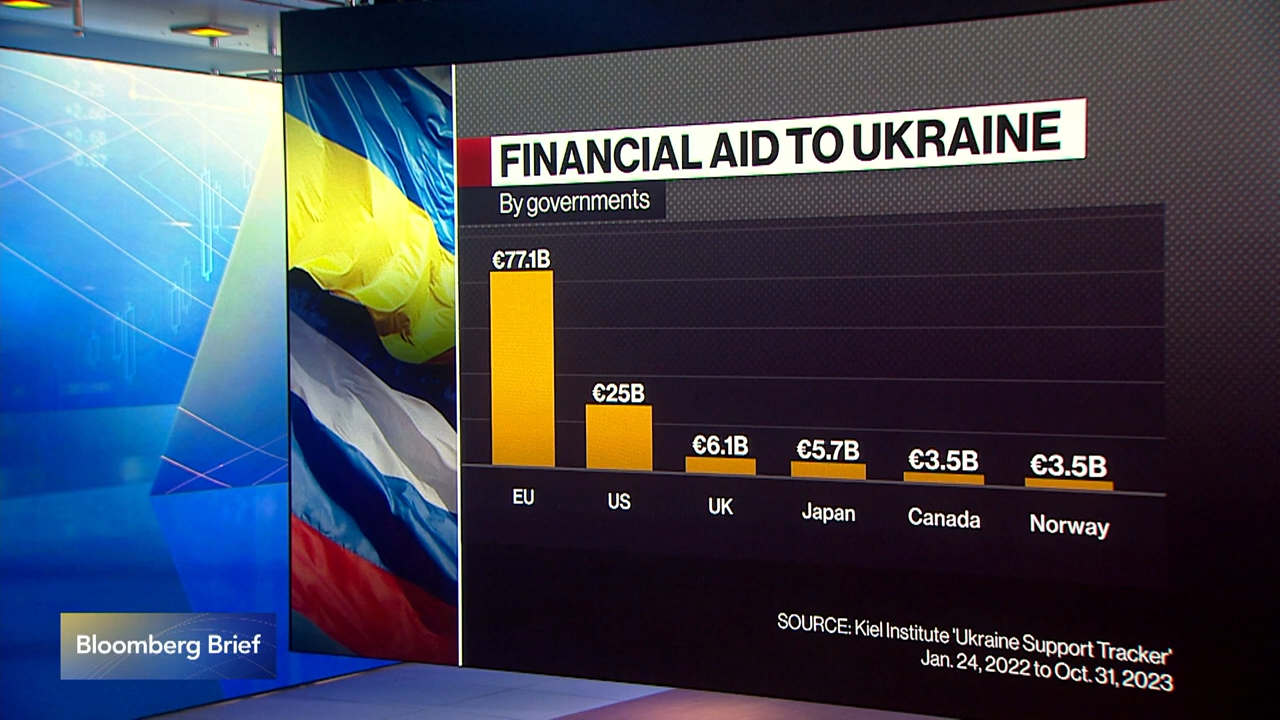 FINANCIAL AID TO UKRAINE
By governments
€77.1B
€25B
€6.1B
€5.7B
€3.5B
€3.5B
EU
US
UK
Japan
Canada
Norway
SOURCE: Kiel Institute 'Ukraine Support Tracker'
Jan. 24, 2022 to Oct. 31, 2023
Bloomberg Brief